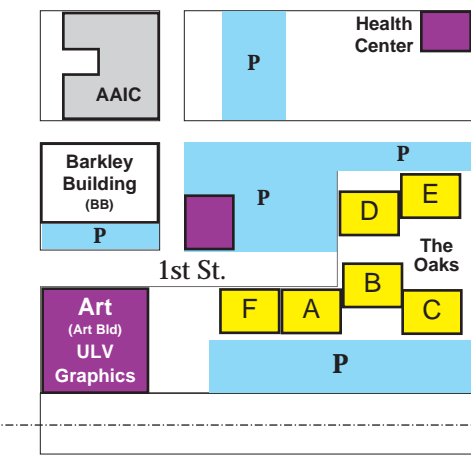 Health
Center
P
AAIC
Barkley
Building
(BB)
P
P
P
E
D
The
Oaks
1st St.
B
F
A
C
Art
(Art Bld)
ULV
Graphics
P